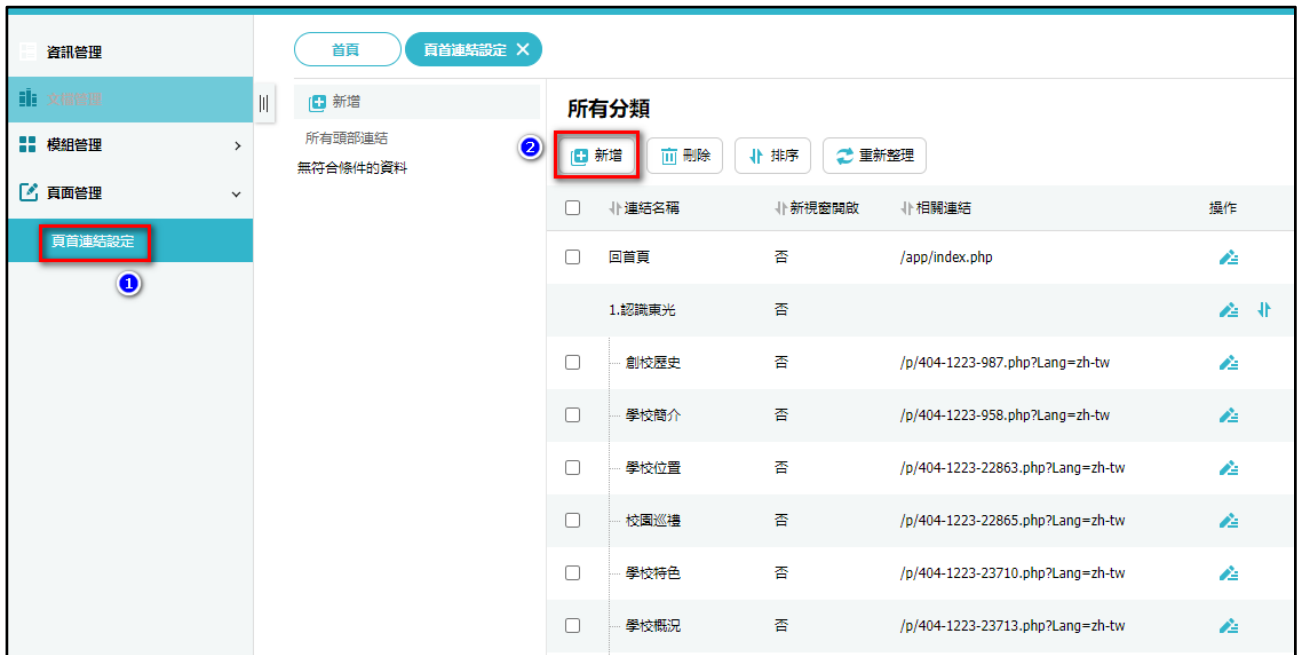 資訊管理
首頁
頁首連結設定
文檔管理
新增
所有分類
模組管理
所有頭部連結
2
新增
刪除
排序
重新整理
無符合條件的資料
頁面管理
連結名稱
新視窗開啟
相關連結
操作
頁首連結設定
1
回首頁
否
/app/index.php
1.認識東光
否
創校歷史
否
/p/404-1223-987.php?Lang=zh-tw
學校簡介
否
/p/404-1223-958.php?Lang=zh-tw
學校位置
否
/p/404-1223-22863.php?Lang=zh-tw
校園巡禮
否
/p/404-1223-22865.php?Lang=zh-tw
學校特色
否
/p/404-1223-23710.php?Lang=zh-tw
學校概況
否
/p/404-1223-23713.php?Lang=zh-tw